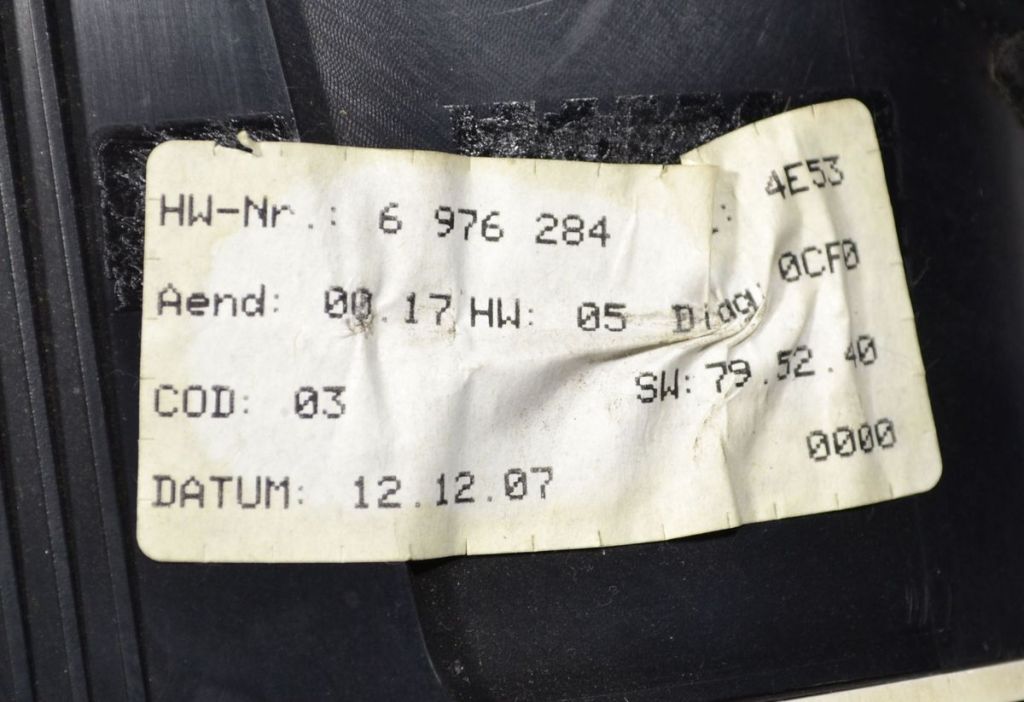 HW-Nr.: 6 976 284 : 4E53
Aend: 00.17 HW: 05 Diag: 0CF0
COD: 03 SW: 79.52.40
DATUM: 12.12.07 0000